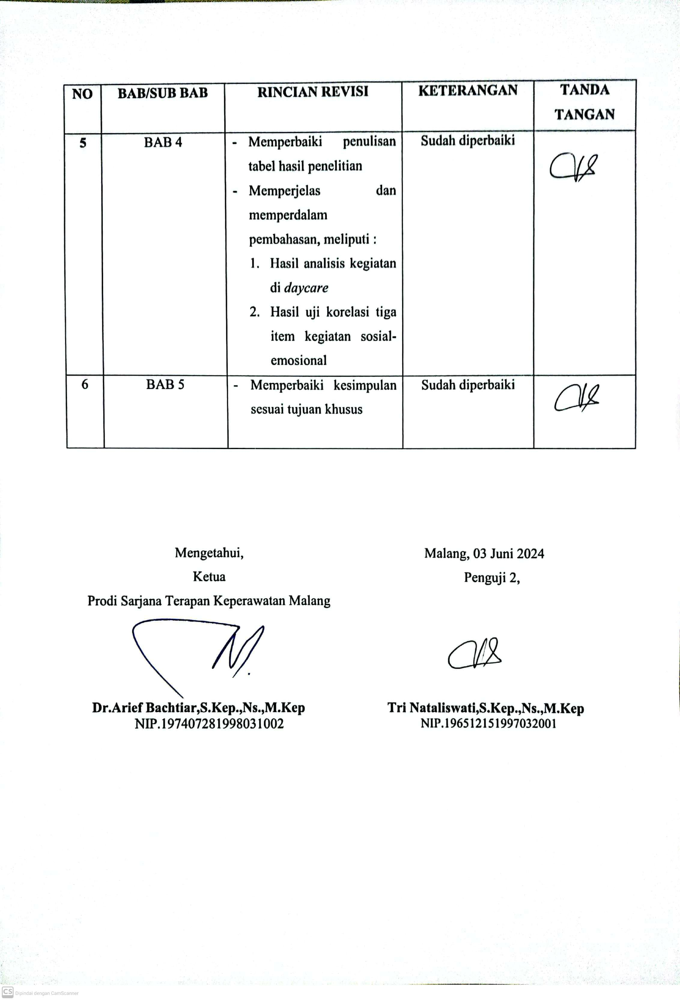 NO BAB/SUB BAB RINCIAN REVISI KETERANGAN TANDA
TANGAN
5 BAB 4 - Memperbaiki penulisan Sudah diperbaiki
tabel hasil penelitian
- Memperjelas dan
memperdalam
pembahasan, meliputi :
1. Hasil analisis kegiatan
di daycare
2. Hasil uji korelasi tiga
item kegiatan sosial-
emosional
6 BAB 5 - Memperbaiki kesimpulan Sudah diperbaiki
sesuai tujuan khusus
Mengetahui,
Ketua
Prodi Sarjana Terapan Keperawatan Malang
Dr.Arief Bachtiar,S.Kep.,Ns.,M.Kep
NIP.197407281998031002
Malang, 03 Juni 2024
Penguji 2,
Tri Nataliswati,S.Kep.,Ns.,M.Kep
NIP.196512151997032001
CS Dipindai dengan CamScanner